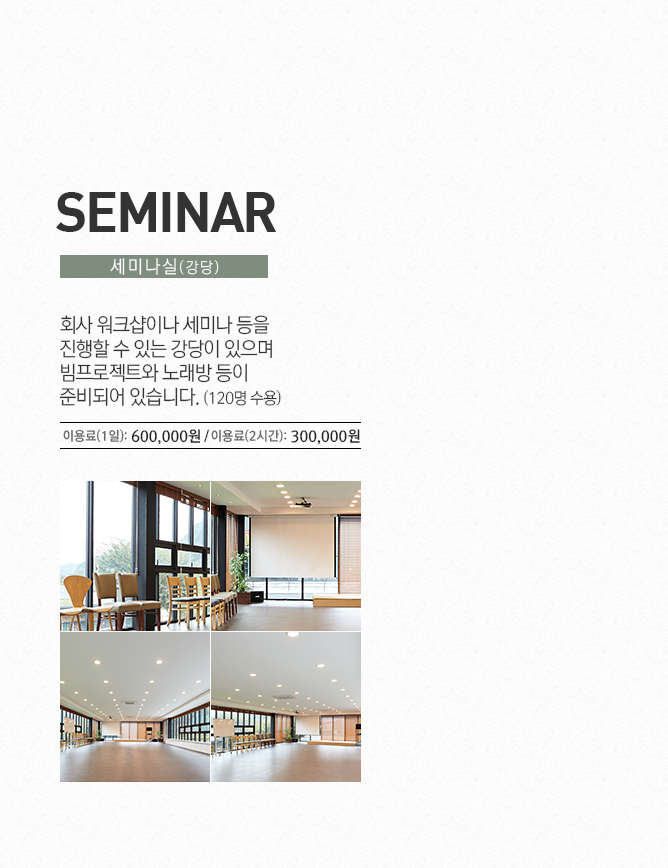 SEMINAR
세미나실(강당)
회사 워크샵이나 세미나 등을
진행할 수 있는 강당이 있으며
빔프로젝트와 노래방 등이
준비되어 있습니다. (120명 수용)
이용료(1일): 600,000원 / 이용료(2시간): 300,000원